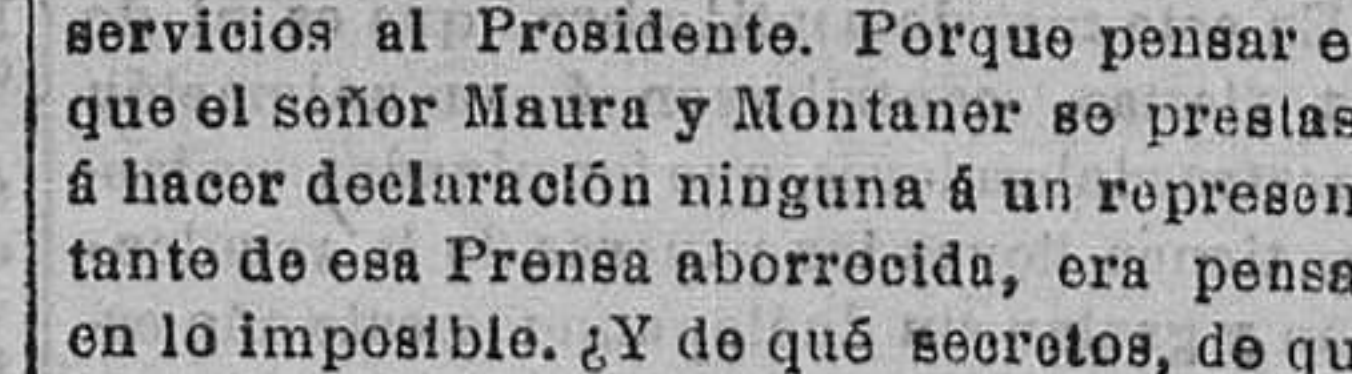 servicios al Presidente. Porque pensar e
que el señor Maura y Montaner se prestas
á hacer declaración ninguna á un represen
tante de esa Prensa aborrecida, era pensa
en lo imposible. ¿Y de qué secretos, de qu